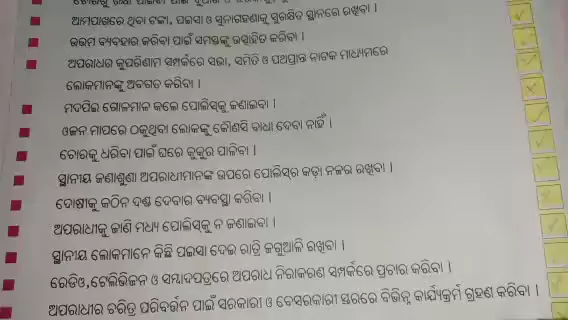 ଆମପାଖରେ ଥିବା ଟଙ୍କା, ପଇସା ଓ ସୁନାଗହଣାକୁ ସୁରକ୍ଷିତ ସ୍ଥାନରେ ରଖିବା ।
ଉତ୍ତମ ବ୍ୟବହାର କରିବା ପାଇଁ ସମସ୍ତଙ୍କୁ ଉତ୍ସାହିତ କରିବା ।
ଅପରାଧର କୁପରିଣାମ ସମ୍ପର୍କରେ ସଭା, ସମିତି ଓ ପଥପ୍ରାନ୍ତ ନାଟକ ମାଧ୍ୟମରେ
ଲୋକମାନଙ୍କୁ ଅବଗତ କରିବା ।
ମଦପିଇ ଗୋଳମାଳ କଲେ ପୋଲିସ୍‌କୁ ଜଣାଇବା ।
ଓଜନ ମାପରେ ଠକୁଥିବା ଲୋକଙ୍କୁ କୌଣସି ବାଧା ଦେବା ନାହିଁ ।
ଚୋରକୁ ଧରିବା ପାଇଁ ଘରେ କୁକୁର ପାଳିବା ।
ସ୍ଥାନୀୟ ଜଣାଶୁଣା ଅପରାଧୀମାନଙ୍କ ଉପରେ ପୋଲିସ୍‌ର କଡ଼ା ନଜର ରଖିବା ।
ଦୋଷୀକୁ କଠିନ ଦଣ୍ଡ ଦେବାର ବ୍ୟବସ୍ଥା କରିବା ।
ଅପରାଧୀକୁ ଜାଣି ମଧ୍ୟ ପୋଲିସ୍‌କୁ ନ ଜଣାଇବା ।
ସ୍ଥାନୀୟ ଲୋକମାନେ କିଛି ପଇସା ଦେଇ ରାତ୍ରି ଜଗୁଆଳି ରଖିବା ।
ରେଡିଓ,ଟେଲିଭିଜନ ଓ ସମ୍ବାଦପତ୍ରରେ ଅପରାଧ ନିରାକରଣ ସମ୍ପର୍କରେ ପ୍ରଚାର କରିବା ।
ଅପରାଧୀର ଚରିତ୍ର ପରିବର୍ତ୍ତନ ପାଇଁ ସରକାରୀ ଓ ବେସରକାରୀ ସ୍ତରରେ ବିଭିନ୍ନ କାର୍ଯ୍ୟକ୍ରମ ଗ୍ରହଣ କରିବା ।